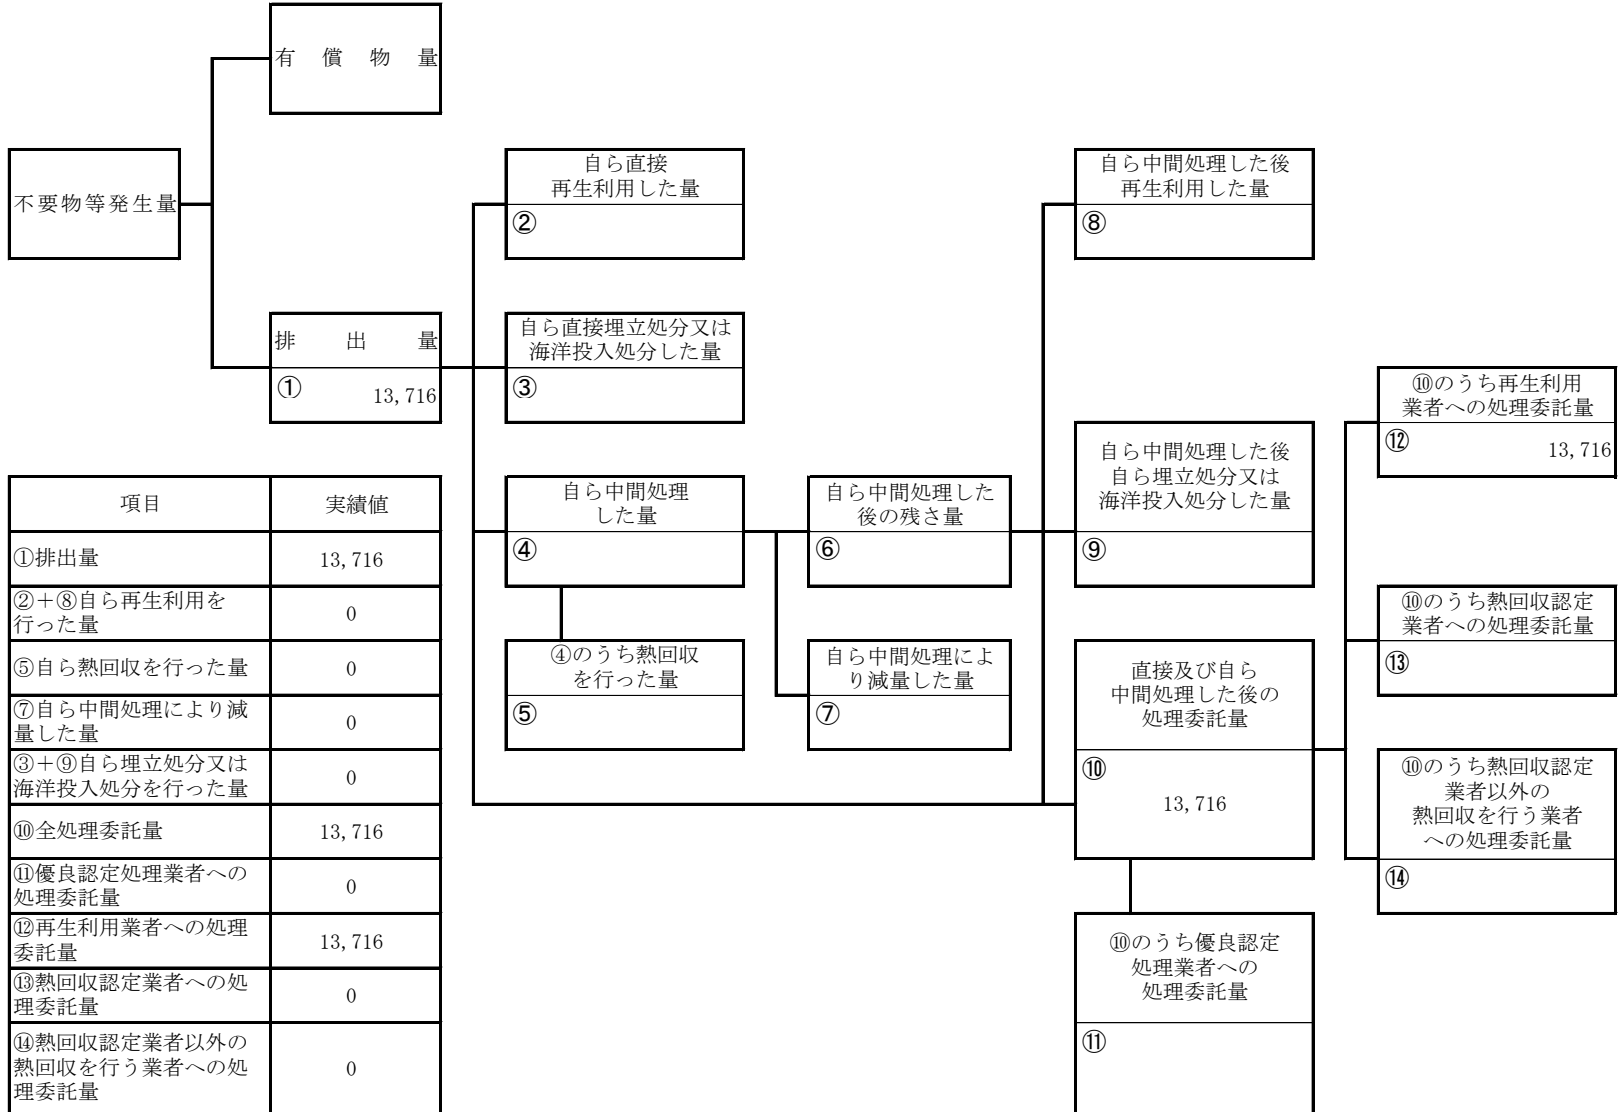 有償物量
不要物等発生量
排出量
① 13,716
自ら直接
再生利用した量
②
自ら直接埋立処分又は
海洋投入処分した量
③
自ら中間処理
した量
④
④のうち熱回収
を行った量
⑤
自ら中間処理した
後の残さ量
⑥
自ら中間処理によ
り減量した量
⑦
自ら中間処理した後
再生利用した量
⑧
自ら中間処理した後
自ら埋立処分又は
海洋投入処分した量
⑨
直接及び自ら
中間処理した後の
処理委託量
⑩
13,716
⑩のうち優良認定
処理業者への
処理委託量
⑪
⑩のうち再生利用
業者への処理委託量
⑫ 13,716
⑩のうち熱回収認定
業者への処理委託量
⑬
⑩のうち熱回収認定
業者以外の
熱回収を行う業者
への処理委託量
⑭
項目 実績値
①排出量 13,716
②+⑧自ら再生利用を
行った量 0
⑤自ら熱回収を行った量 0
⑦自ら中間処理により減
量した量 0
③+⑨自ら埋立処分又は
海洋投入処分を行った量 0
⑩全処理委託量 13,716
⑪優良認定処理業者への
処理委託量 0
⑫再生利用業者への処理
委託量 13,716
⑬熱回収認定業者への処
理委託量 0
⑭熱回収認定業者以外の
熱回収を行う業者への処
理委託量 0